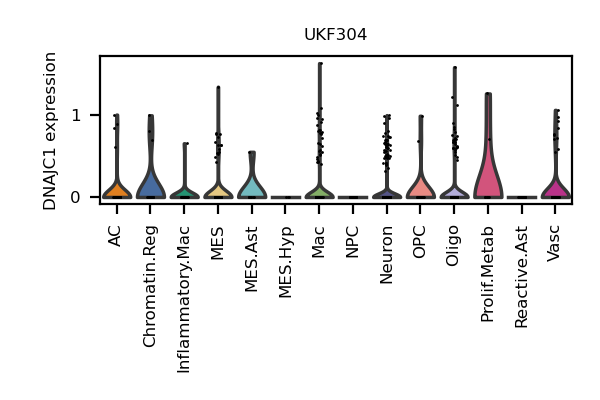 UKF304
DNAJC1 expression
1
0
AC
Chromatin.Reg
Inflammatory.Mac
MES
MES.Ast
MES.Hyp
Mac
NPC
Neuron
OPC
Oligo
Prolif.Metab
Reactive.Ast
Vasc